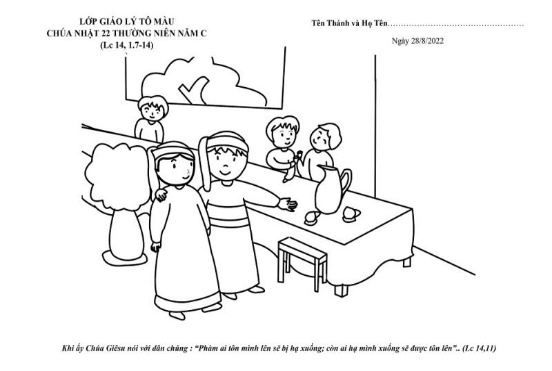 LỚP GIÁO LÝ TÔ MÀU
CHÚA NHẬT 22 THƯỜNG NIÊN NĂM C
(Lc 14, 1.7-14)
Tên Thánh và Họ Tên……………………………………………
Ngày 28/8/2022
Khi ấy Chúa Giêsu nói với dân chúng : “Phàm ai tôn mình lên sẽ bị hạ xuống; còn ai hạ mình xuống sẽ được tôn lên”.. (Lc 14,11)